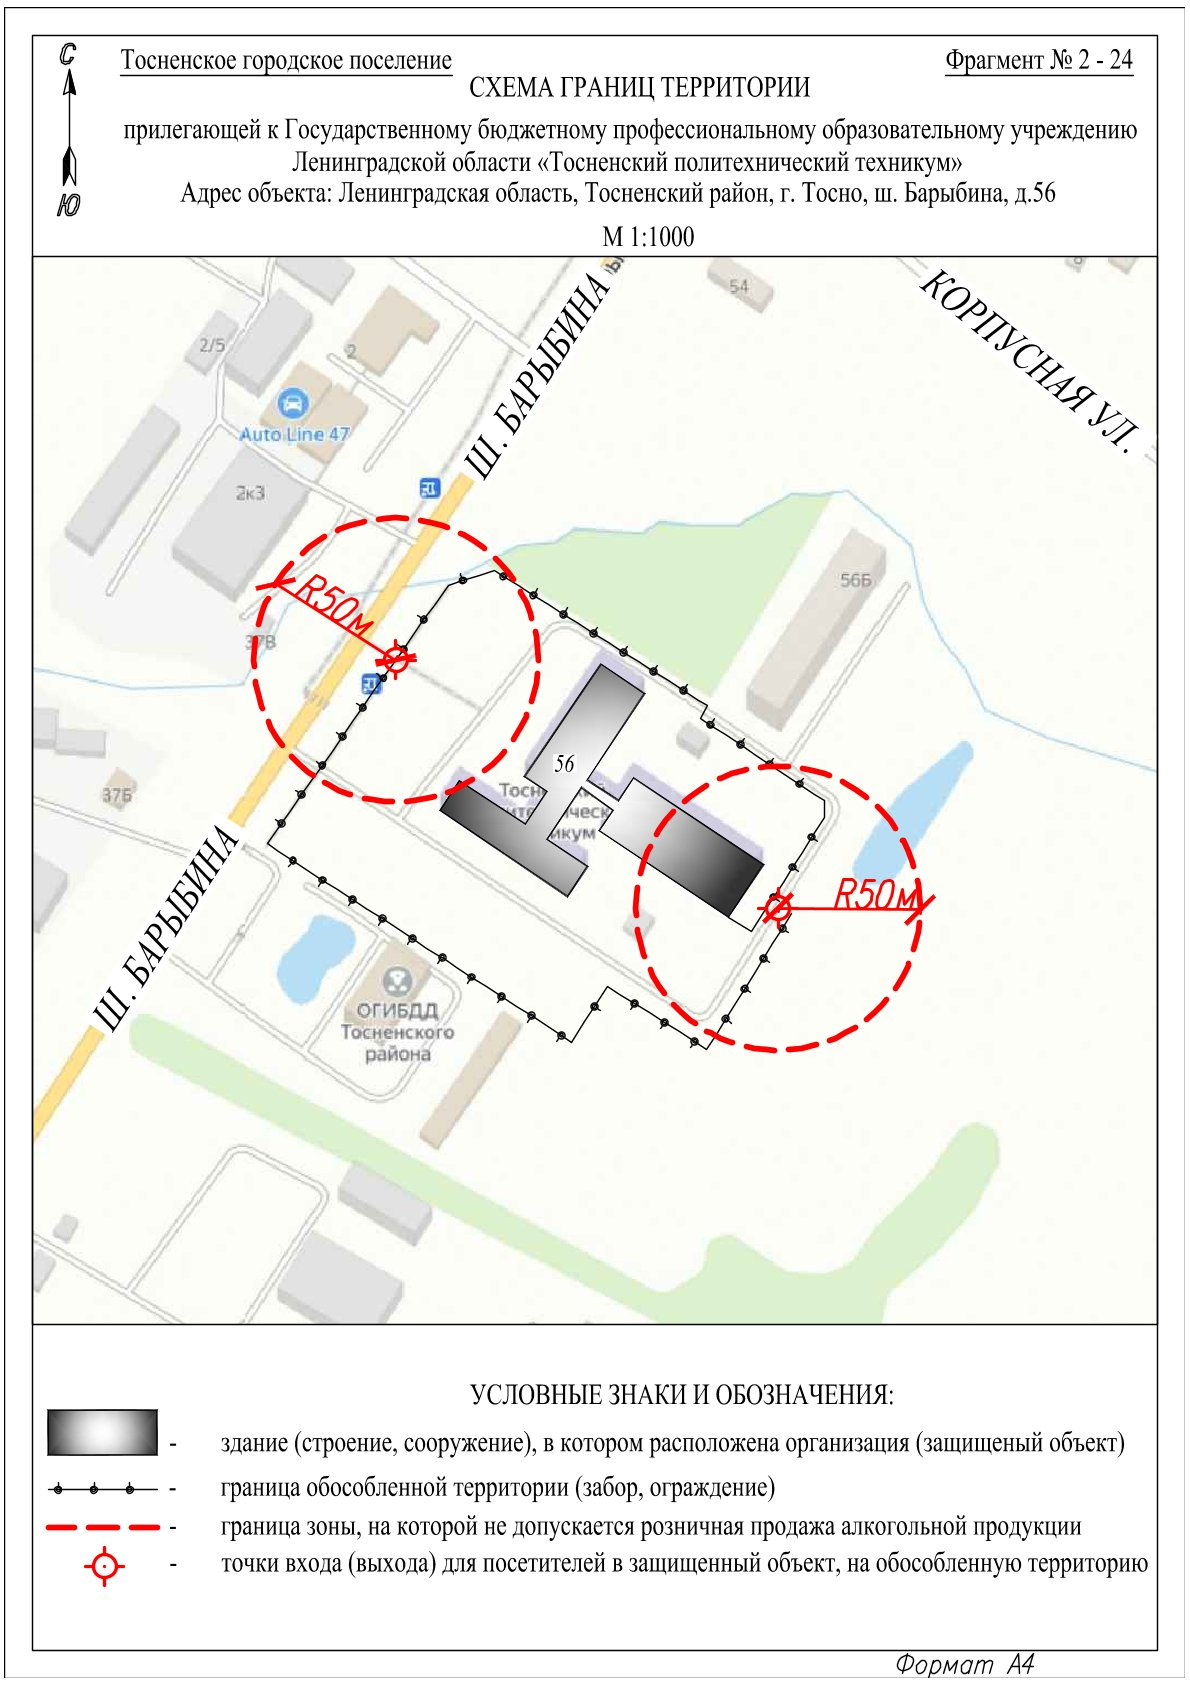 С
Ю
Тосненское городское поселение
Фрагмент № 2 - 24
СХЕМА ГРАНИЦ ТЕРРИТОРИИ
прилегающей к Государственному бюджетному профессиональному образовательному учреждению
Ленинградской области «Тосненский политехнический техникум»
Адрес объекта: Ленинградская область, Тосненский район, г. Тосно, ш. Барыбина, д.56
М 1:1000
КОРПУСНАЯ УЛ.
Ш. БАРЫБИНА
54
2/5
2
Auto Line 47
2к3
56Б
R50м
37В
56
37Б
R50м
Ш. БАРЫБИНА
ОГИБДД
Тосненского
района
УСЛОВНЫЕ ЗНАКИ И ОБОЗНАЧЕНИЯ:
- здание (строение, сооружение), в котором расположена организация (защищеный объект)
- граница обособленной территории (забор, ограждение)
- граница зоны, на которой не допускается розничная продажа алкогольной продукции
- точки входа (выхода) для посетителей в защищенный объект, на обособленную территорию
Формат А4